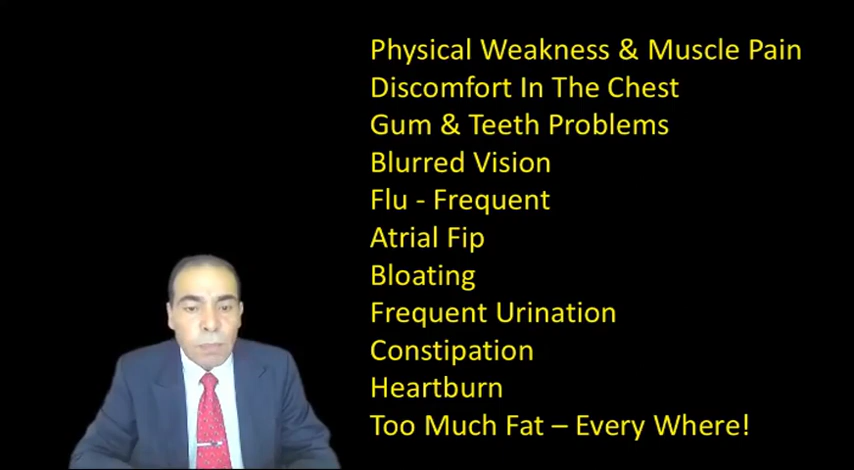 Physical Weakness & Muscle Pain
Discomfort In The Chest
Gum & Teeth Problems
Blurred Vision
Flu - Frequent
Atrial Fip
Bloating
Frequent Urination
Constipation
Heartburn
Too Much Fat – Every Where!